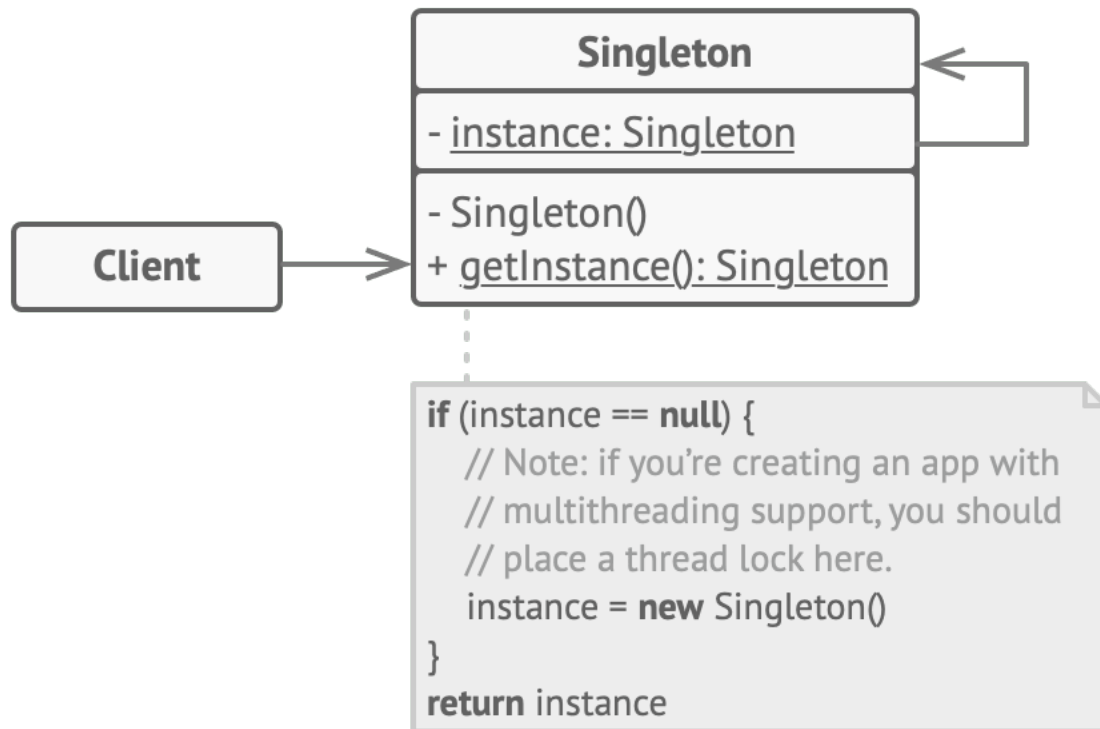 Singleton
- instance: Singleton
- Singleton()
+ getInstance(): Singleton
Client
if (instance == null) {
// Note: if you’re creating an app with
// multithreading support, you should
// place a thread lock here.
instance = new Singleton()
}
return instance